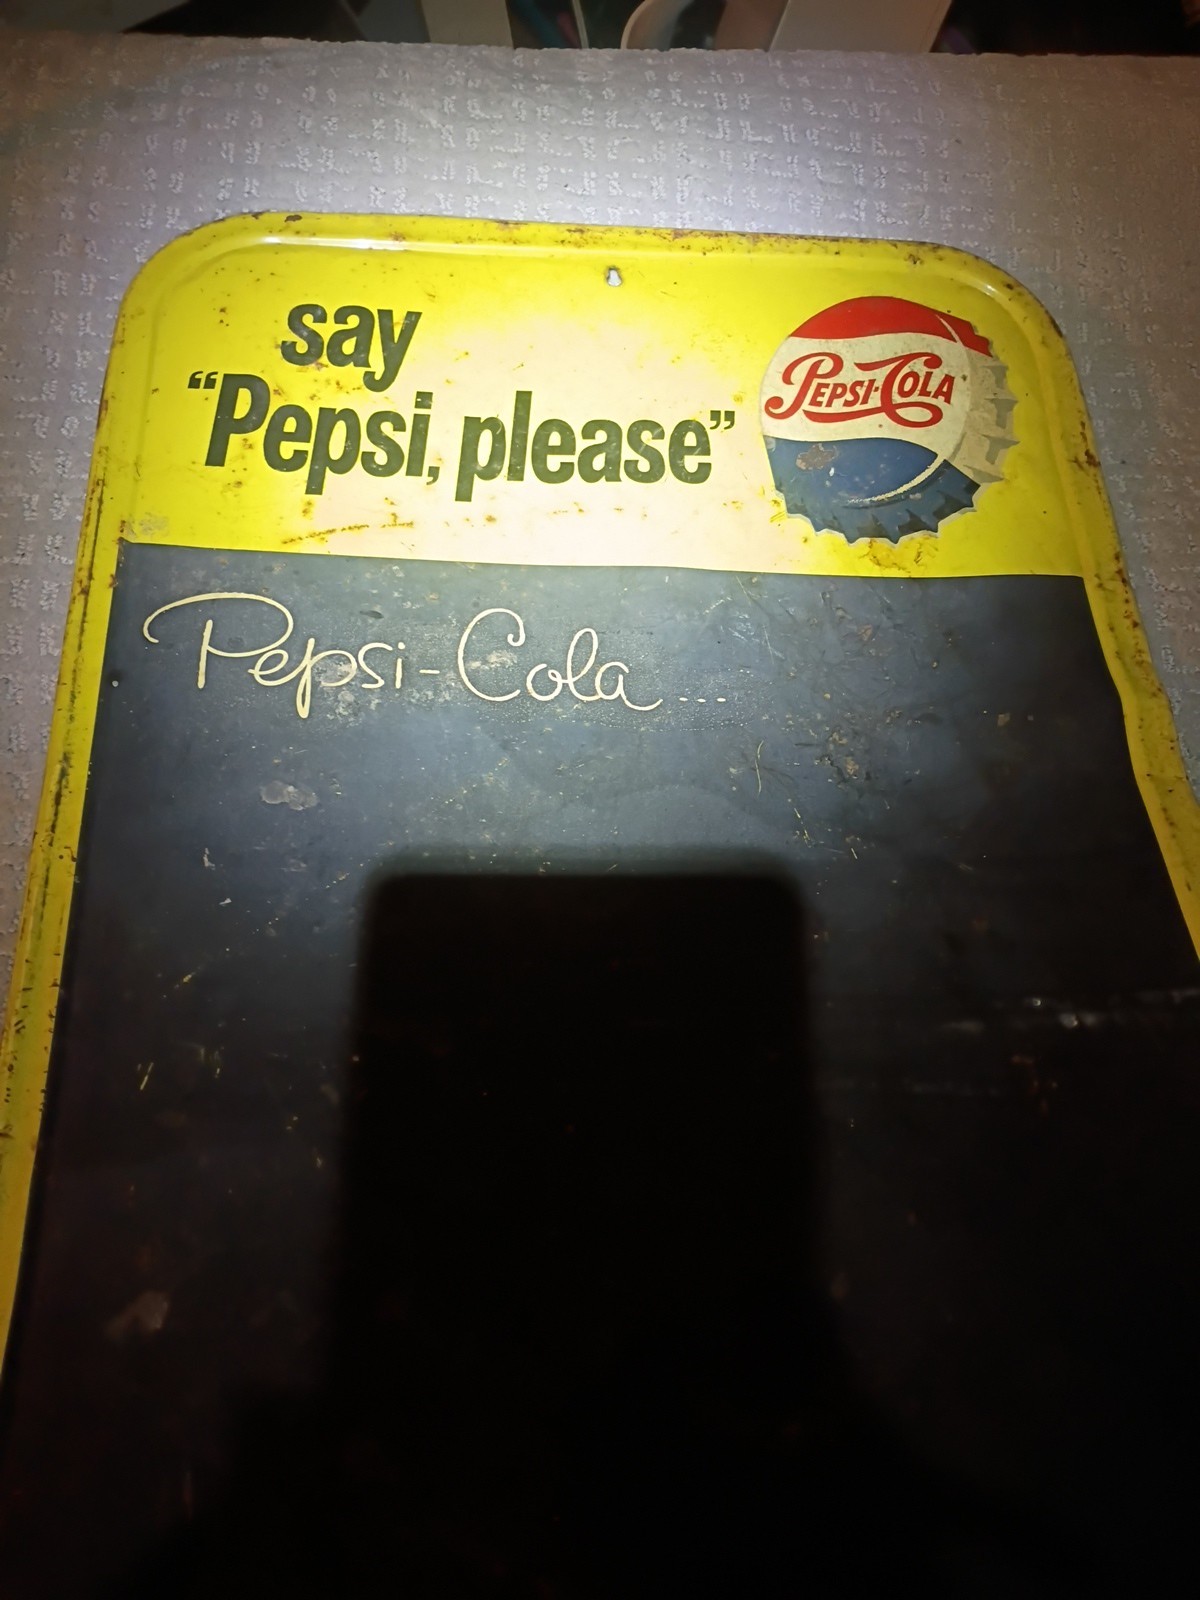 say
“Pepsi, please”
PEPSI-COLA
Pepsi-Cola...